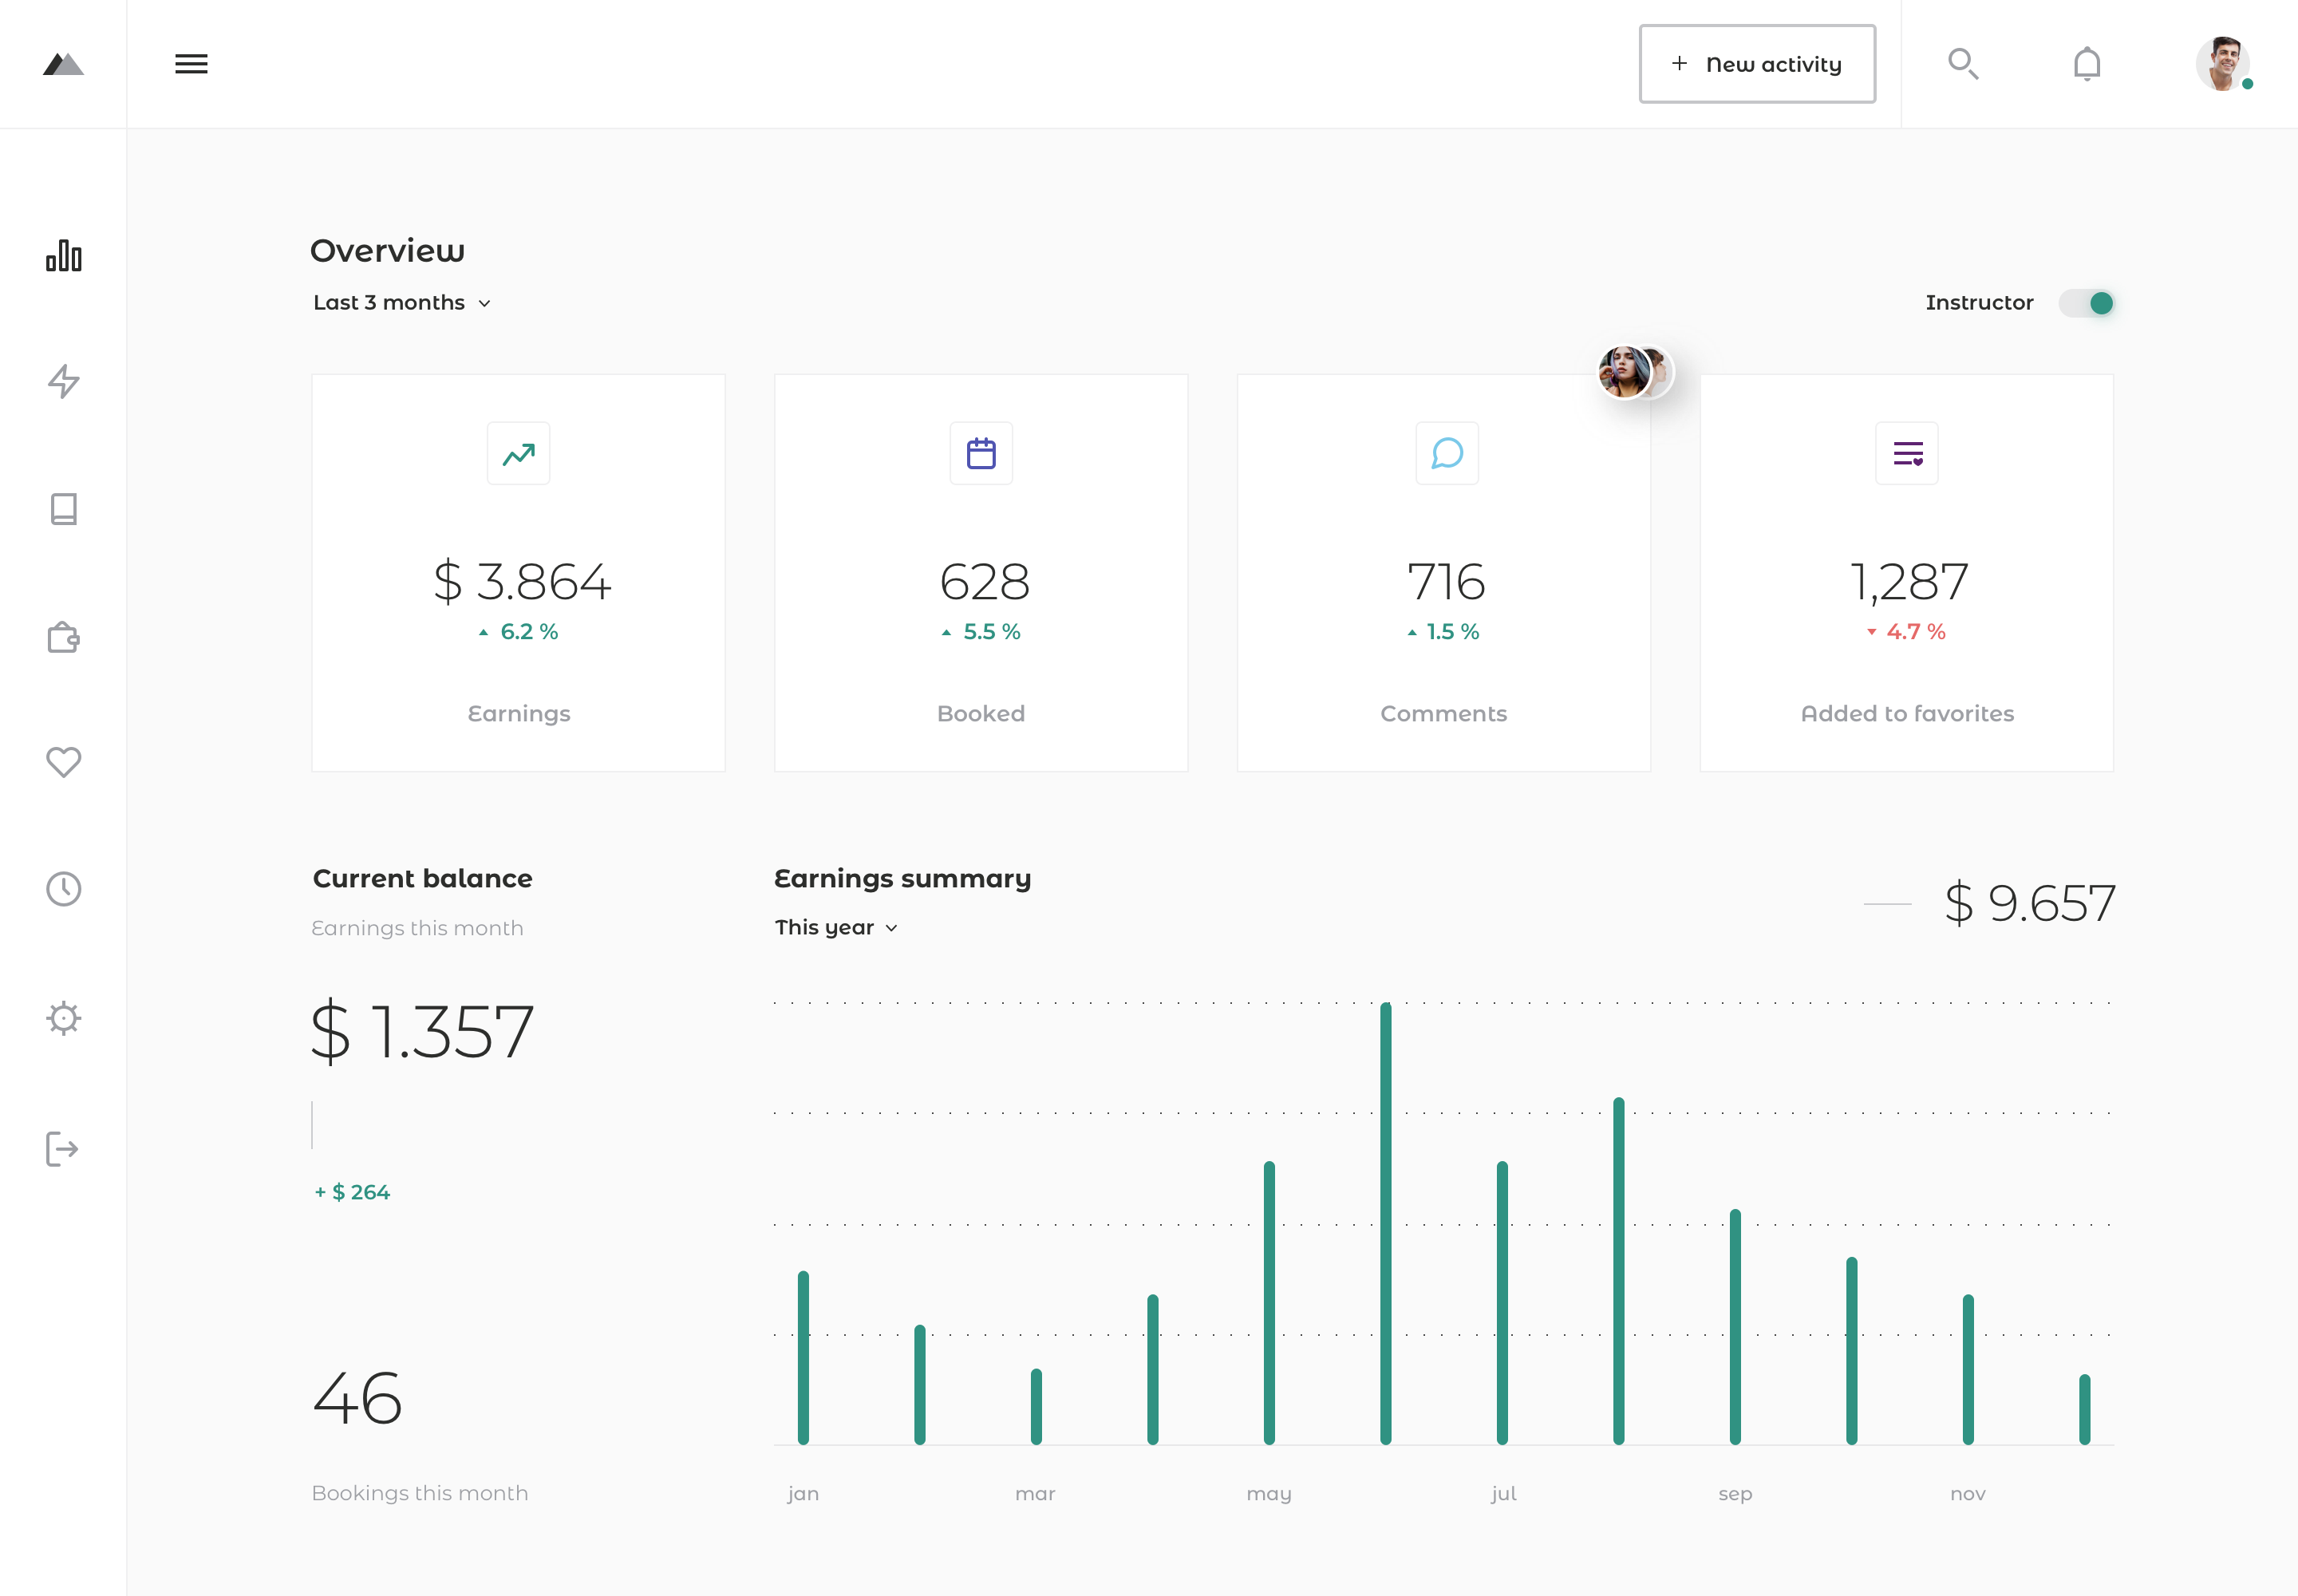 + New activity
Overview
Last 3 months
Instructor
$ 3.864
6.2 %
Earnings
628
5.5 %
Booked
716
1.5 %
Comments
1,287
4.7 %
Added to favorites
Current balance
Earnings this month
$ 1.357
+ $ 264
46
Bookings this month
Earnings summary
This year
$ 9.657
jan mar may jul sep nov